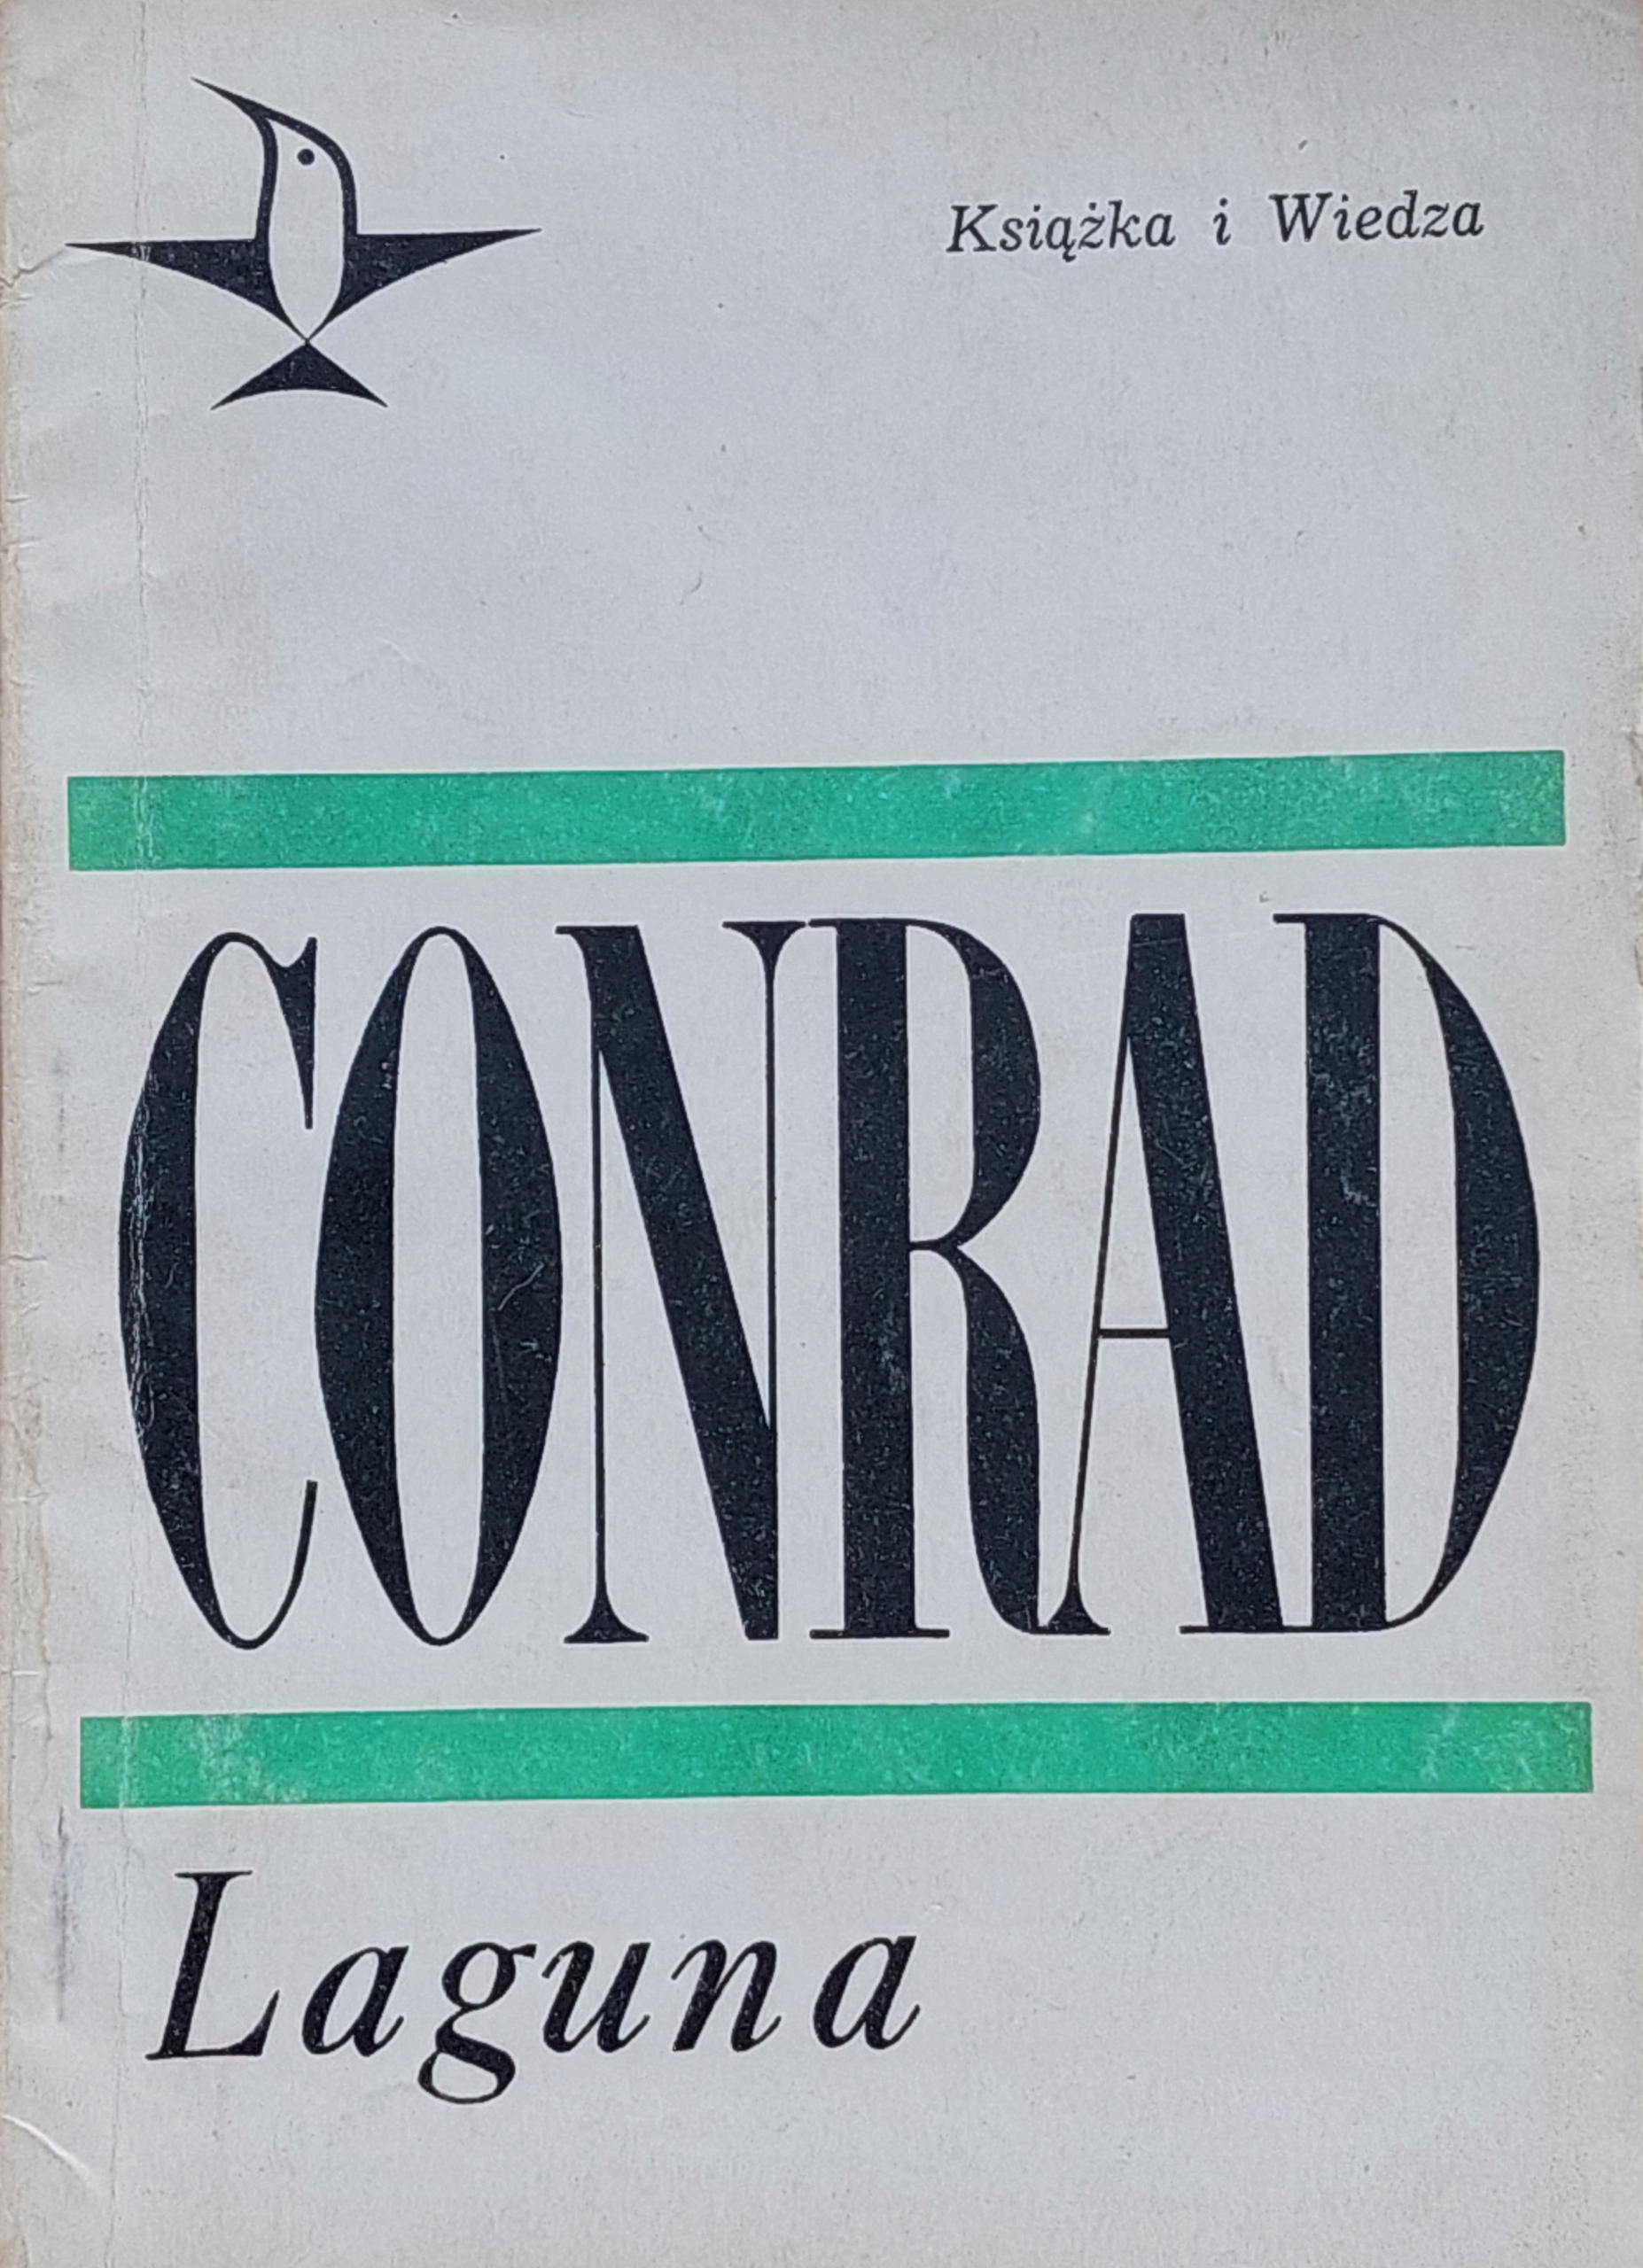 Książka i Wiedza
CONRAD
Laguna